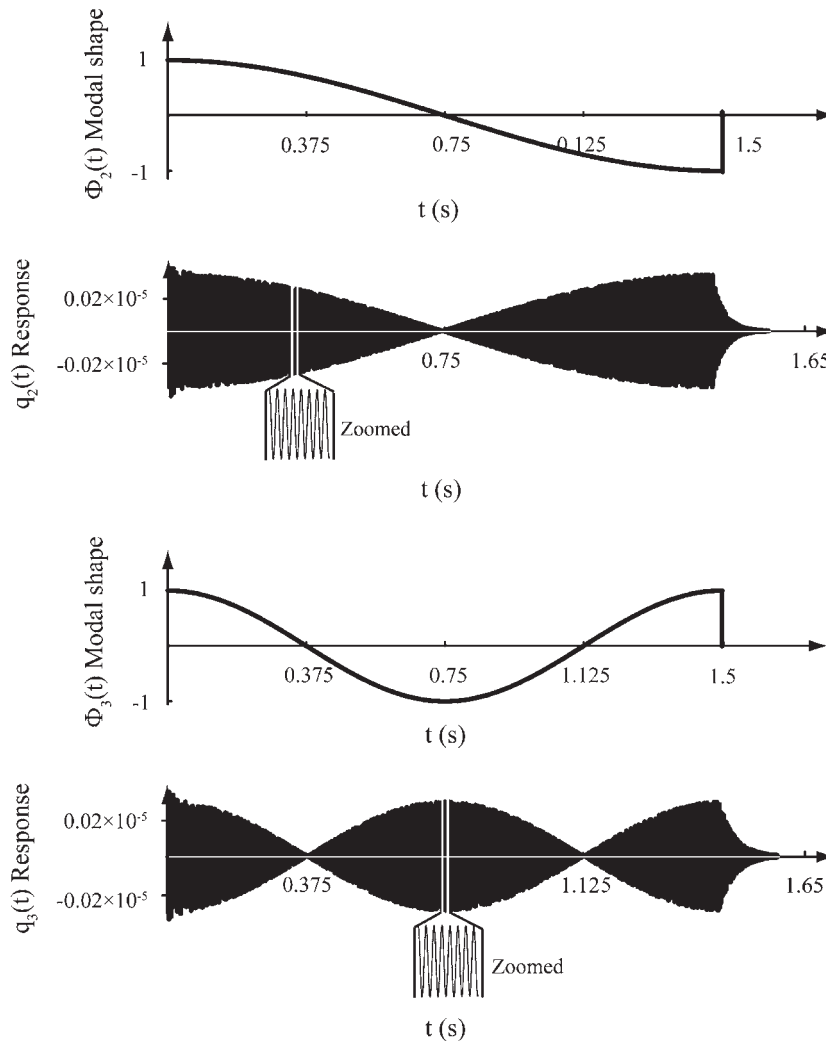 Φ2(t) Modal shape
1
-1
0.375
0.75
0.125
1.5
t (s)
q2(t) Response
0.02×10-5
-0.02×10-5
0.75
1.65
Zoomed
t (s)
Φ3(t) Modal shape
1
-1
0.375
0.75
1.125
1.5
t (s)
q3(t) Response
0.02×10-5
-0.02×10-5
0.375
1.125
1.65
Zoomed
t (s)